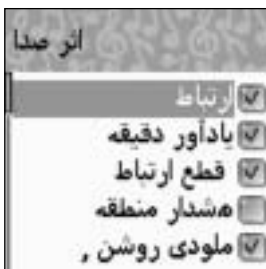 اثر صدا
ارتباط
یادآور دقیقه
قطع ارتباط
هشدار منطقه
ملودی روشن ,